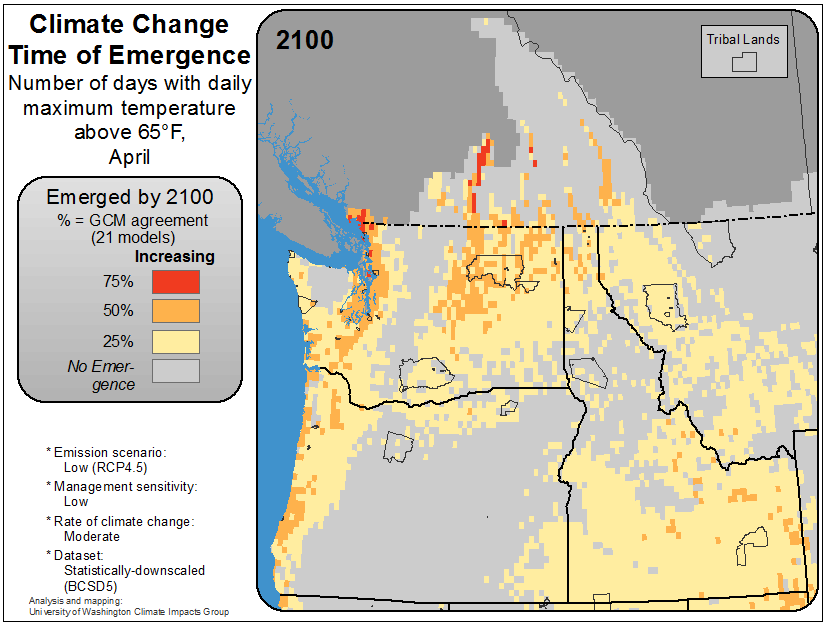 Climate Change
Time of Emergence
Number of days with daily
maximum temperature
above 65°F,
April
Emerged by 2100
% = GCM agreement
(21 models)
Increasing
75%
50%
25%
No Emer-
gence
* Emission scenario:
Low (RCP4.5)
* Management sensitivity:
Low
* Rate of climate change:
Moderate
* Dataset:
Statistically-downscaled
(BCSD5)
Analysis and mapping:
University of Washington Climate Impacts Group
2100
Tribal Lands